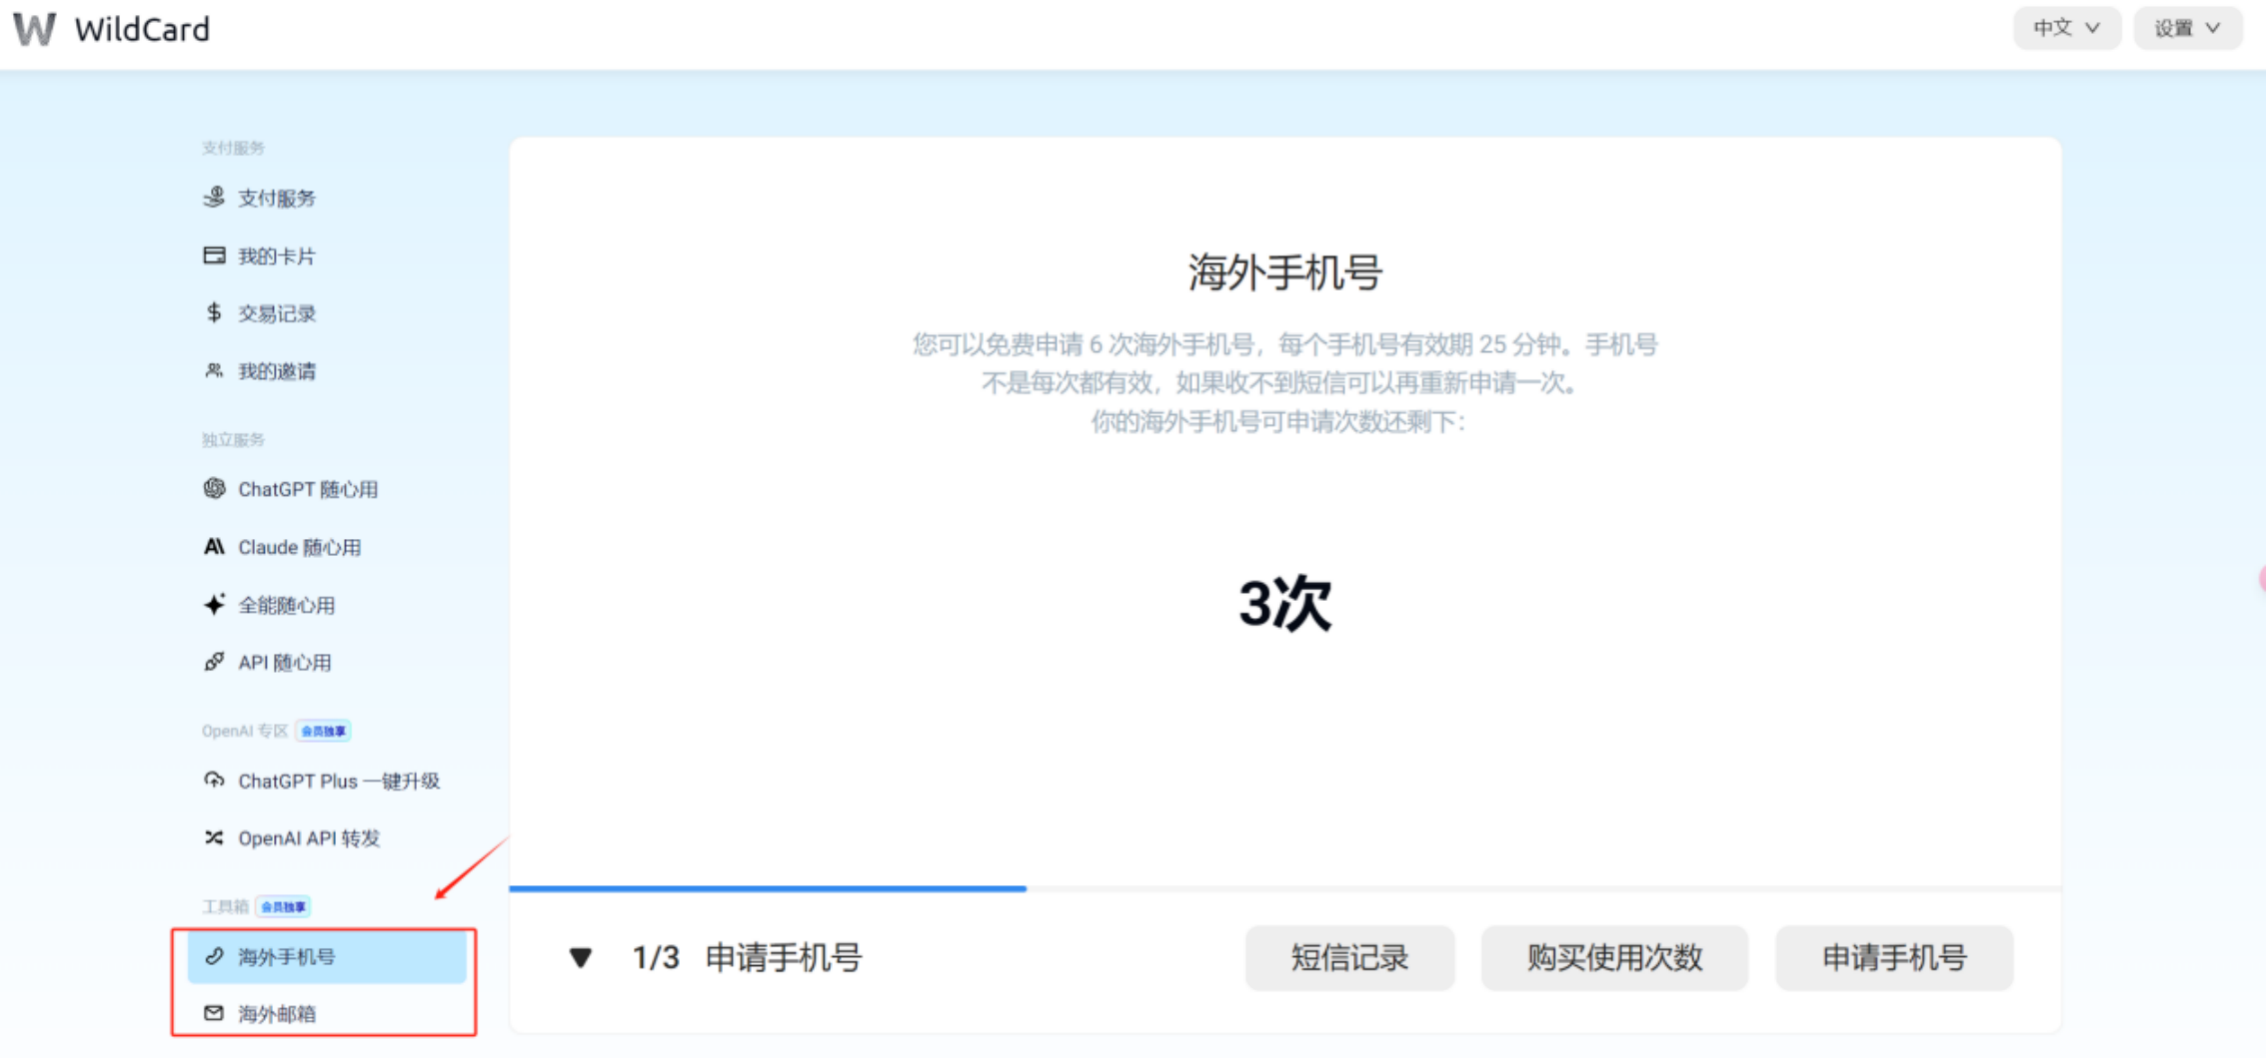 WildCard
中文
设置
支付服务
支付服务
我的卡片
交易记录
我的邀请
独立服务
ChatGPT 随心用
Claude 随心用
全能随心用
API 随心用
OpenAI 专区 会员独享
ChatGPT Plus 一键升级
OpenAI API 转发
工具箱 会员独享
海外手机号
海外邮箱
海外手机号
您可以免费申请 6 次海外手机号，每个手机号有效期 25 分钟。手机号
不是每次都有效，如果收不到短信可以再重新申请一次。
你的海外手机号可申请次数还剩下：
3次
1/3 申请手机号
短信记录
购买使用次数
申请手机号